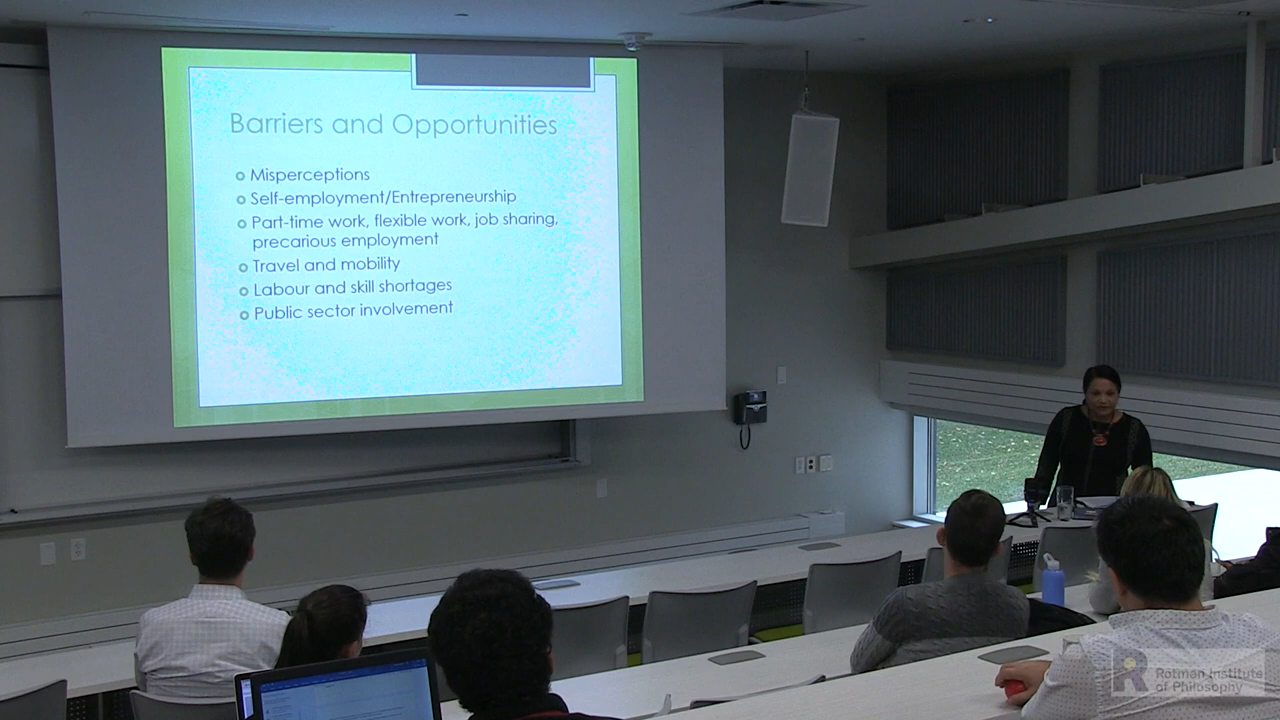 Barriers and Opportunities
Misperceptions
Self-employment/Entrepreneurship
Part-time work, flexible work, job sharing,
precarious employment
Travel and mobility
Labour and skill shortages
Public sector involvement
Rotman Institute
of Philosophy